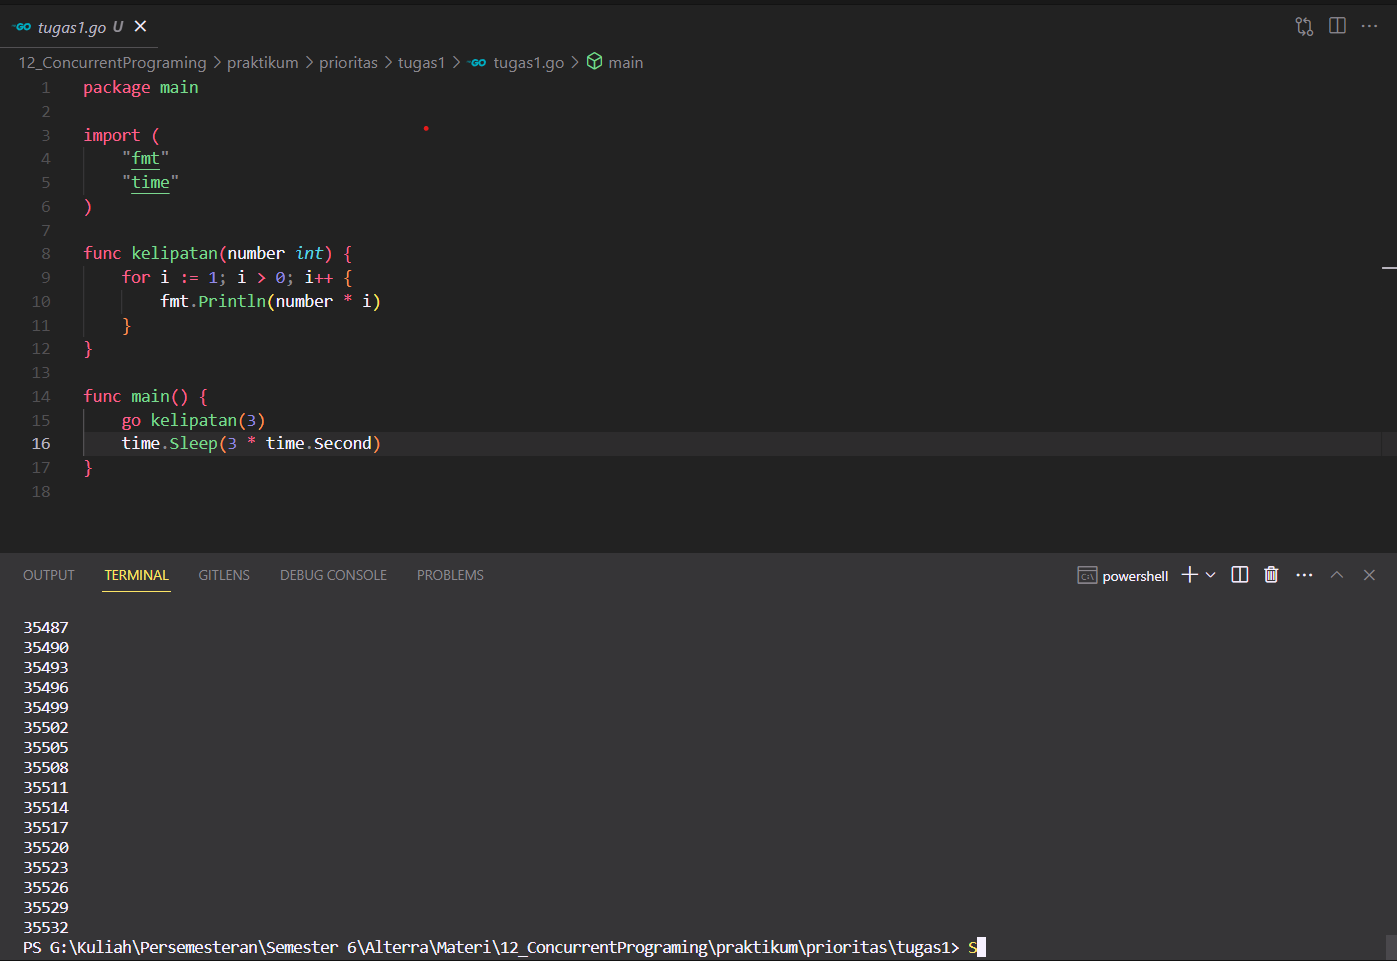 GO tugas1.go U
12_ConcurrentPrograming > praktikum > prioritas > tugas1 > GO tugas1.go > main
1 package main
2
3 import (
4 "fmt"
5 "time"
6 )
7
8 func kelipatan(number int) {
9 for i := 1; i > 0; i++ {
10 fmt.Println(number * i)
11 }
12 }
13
14 func main() {
15 go kelipatan(3)
16 time.Sleep(3 * time.Second)
17 }
18
OUTPUT TERMINAL GITLENS DEBUG CONSOLE PROBLEMS powershell
35487
35490
35493
35496
35499
35502
35505
35508
35511
35514
35517
35520
35523
35526
35529
35532
PS G:\Kuliah\Persemesteran\Semester 6\Alterra\Materi\12_ConcurrentPrograming\praktikum\prioritas\tugas1> S